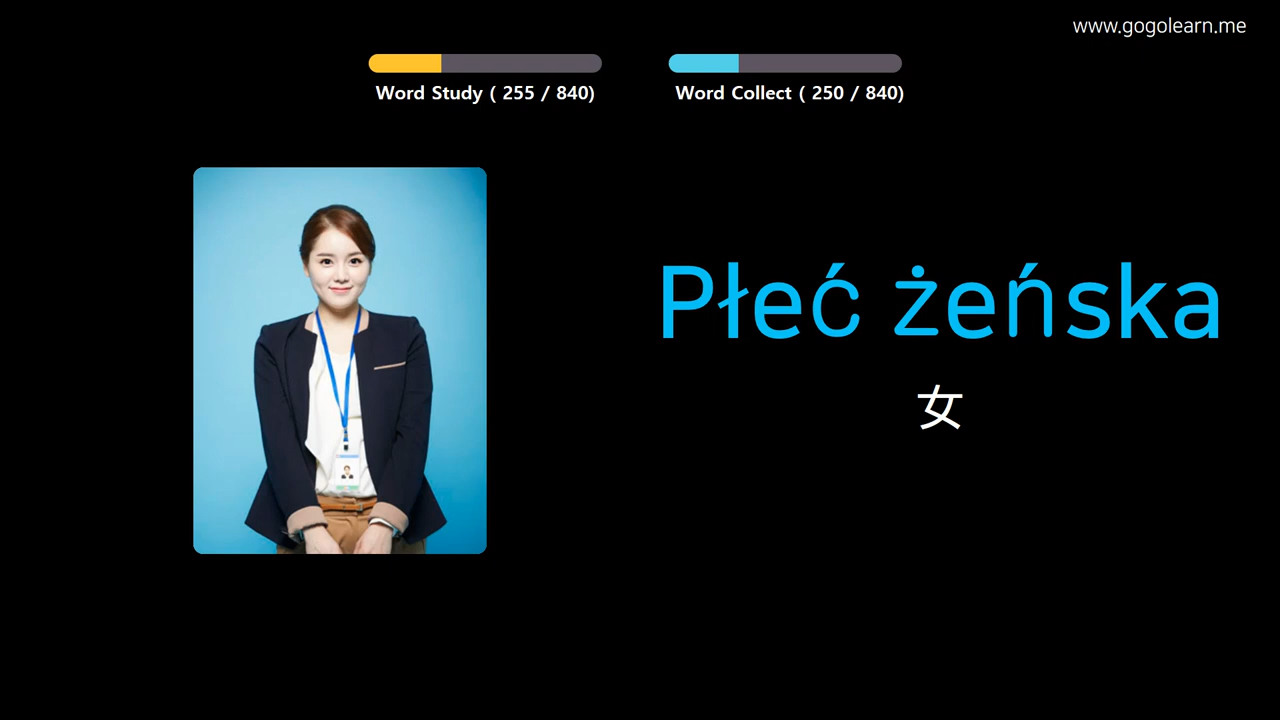 www.gogolearn.me
Word Study ( 255 / 840)
Word Collect ( 250 / 840)
Płeć żeńska
女